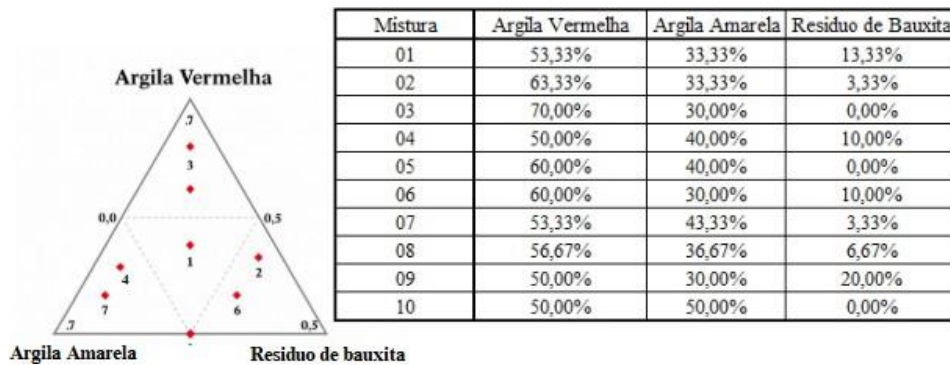 Argila Vermelha
.7
3
0,0
0,5
1
2
4
7
6
.7
0,5
Argila Amarela
Residuo de bauxita
Mistura Argila Vermelha Argila Amarela Residuo de Bauxita
01 53,33% 33,33% 13,33%
02 63,33% 33,33% 3,33%
03 70,00% 30,00% 0,00%
04 50,00% 40,00% 10,00%
05 60,00% 40,00% 0,00%
06 60,00% 30,00% 10,00%
07 53,33% 43,33% 3,33%
08 56,67% 36,67% 6,67%
09 50,00% 30,00% 20,00%
10 50,00% 50,00% 0,00%